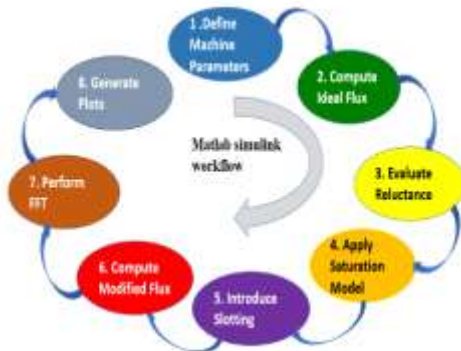 1 .Define
Machine
Parameters
2. Compute
Ideal Flux
3. Evaluate
Reluctance
4. Apply
Saturation
Model
5. Introduce
Slotting
6. Compute
Modified Flux
7. Perform
FFT
8. Generate
Plots
Matlab simulink
workflow